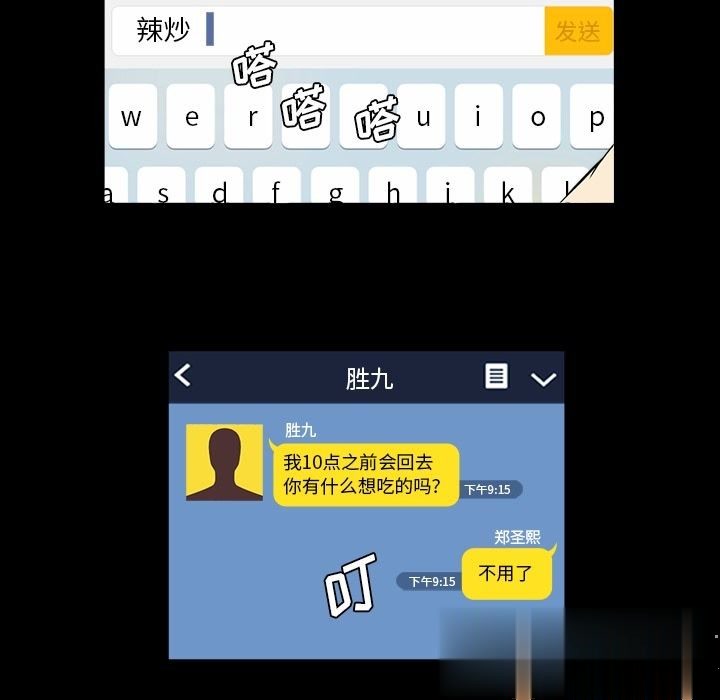 辣炒
发送
嗒
嗒
嗒
w e r u i o p
a s d f g h j k l
胜九
胜九
我10点之前会回去
你有什么想吃的吗?
下午9:15
郑圣熙
不用了
下午9:15
叮